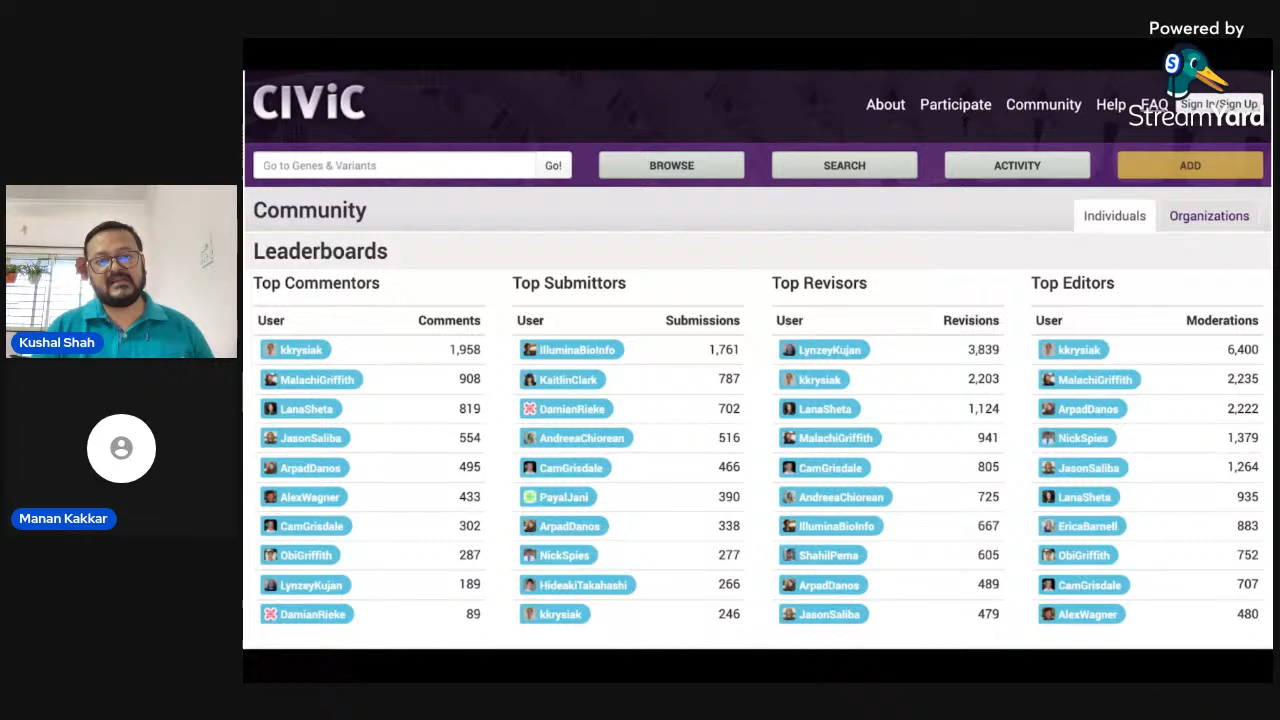 Powered by
StreamYard
CIViC
About Participate Community Help FAQ Sign In/Sign Up
Go to Genes & Variants Go! BROWSE SEARCH ACTIVITY ADD
Community Individuals Organizations
Leaderboards
Top Commentors Top Submittors Top Revisors Top Editors
User Comments User Submissions User Revisions User Moderations
kkrysiak 1,958 IlluminaBioInfo 1,761 LynzeyKujan 3,839 kkrysiak 6,400
MalachiGriffith 908 KaitlinClark 787 kkrysiak 2,203 MalachiGriffith 2,235
LanaSheta 819 DamianRieke 702 LanaSheta 1,124 ArpadDanos 2,222
JasonSaliba 554 AndreeaChiorean 516 MalachiGriffith 941 NickSpies 1,379
ArpadDanos 495 CamGrisdale 466 CamGrisdale 805 JasonSaliba 1,264
AlexWagner 433 PayalJani 390 AndreeaChiorean 725 LanaSheta 935
CamGrisdale 302 ArpadDanos 338 IlluminaBioInfo 667 EricaBarnell 883
ObiGriffith 287 NickSpies 277 ShahilPema 605 ObiGriffith 752
LynzeyKujan 189 HideakiTakahashi 266 ArpadDanos 489 CamGrisdale 707
DamianRieke 89 kkrysiak 246 JasonSaliba 479 AlexWagner 480
Kushal Shah
Manan Kakkar